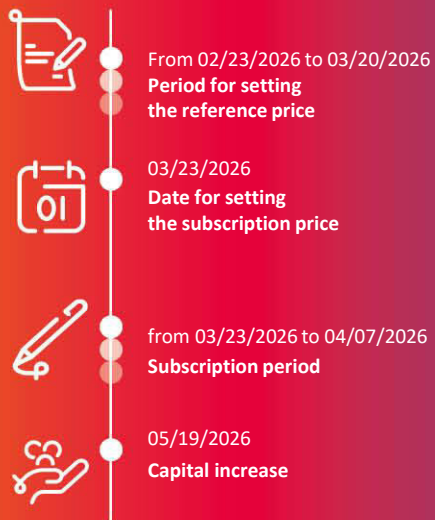 From 02/23/2026 to 03/20/2026
Period for setting
the reference price
01
03/23/2026
Date for setting
the subscription price
from 03/23/2026 to 04/07/2026
Subscription period
05/19/2026
Capital increase